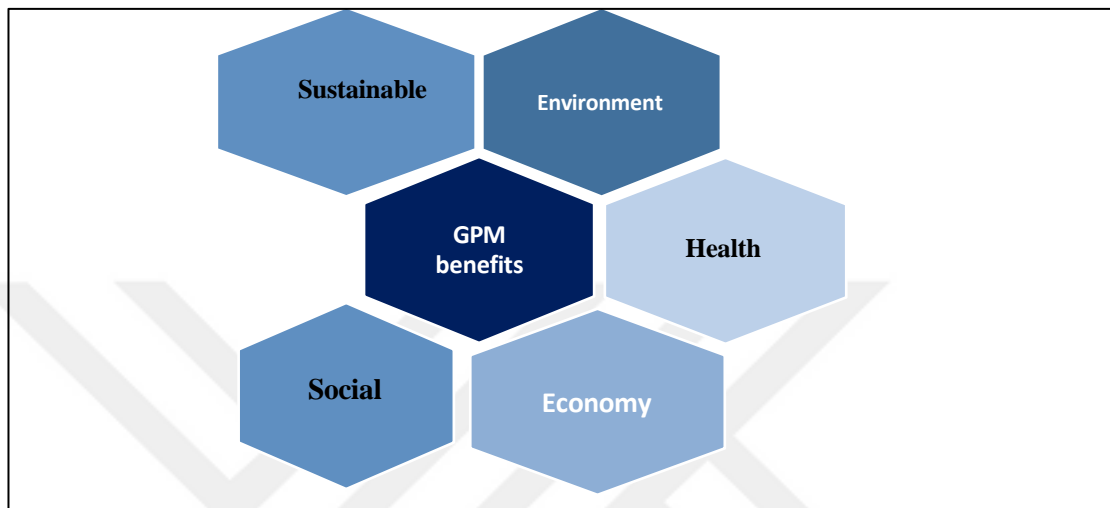 Sustainable
Environment
GPM
benefits
Health
Social
Economy